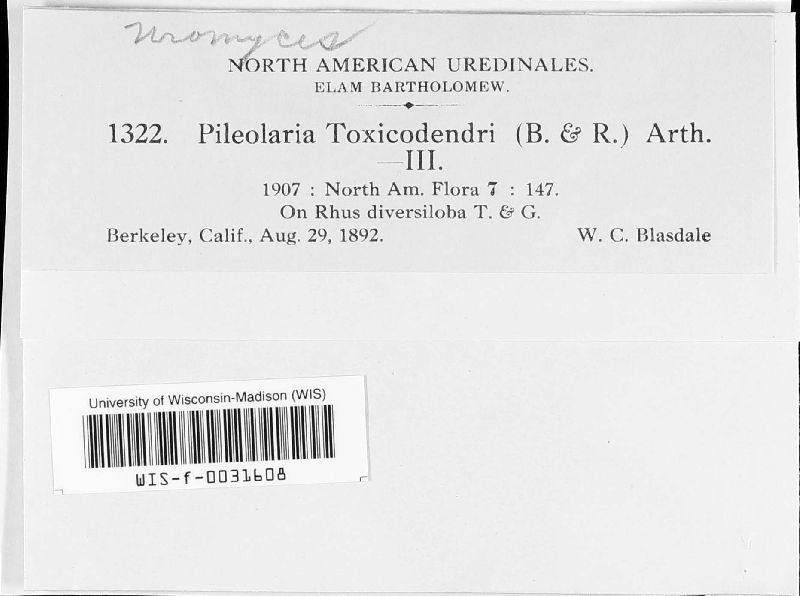 Uromyces
NORTH AMERICAN UREDINALES.
ELAM BARTHOLOMEW.
1322. Pileolaria Toxicodendri (B. & R.) Arth.
—III.
1907 : North Am. Flora 7 : 147.
On Rhus diversiloba T. & G.
Berkeley, Calif., Aug. 29, 1892. W. C. Blasdale
University of Wisconsin-Madison (WIS)
WIS-f-0031608